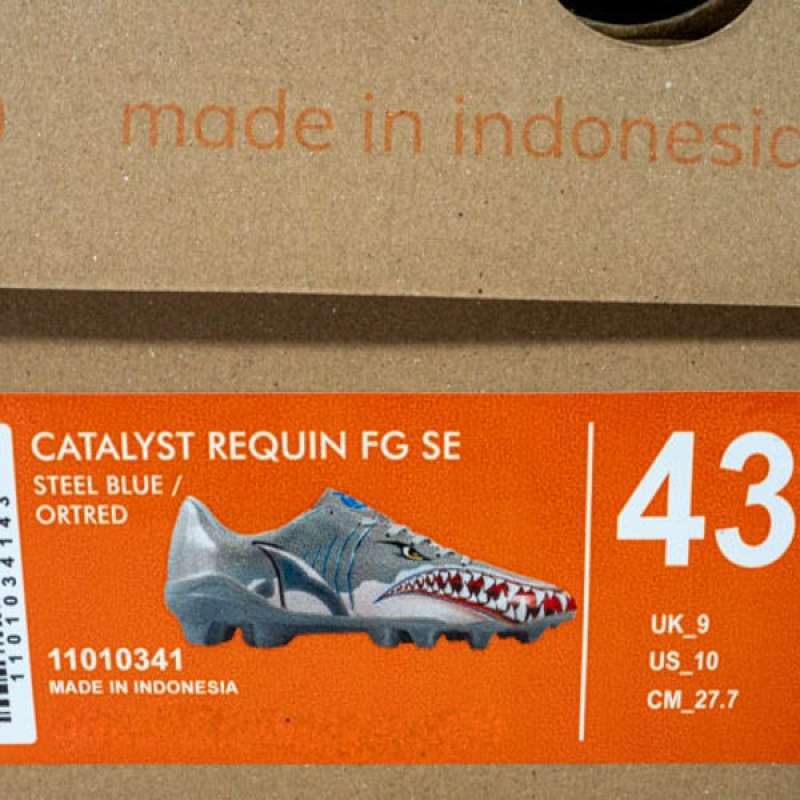 made in indonesia
CATALYST REQUIN FG SE
STEEL BLUE /
ORTRED
43
11010341
MADE IN INDONESIA
UK_9
US_10
CM_27.7
1101034143